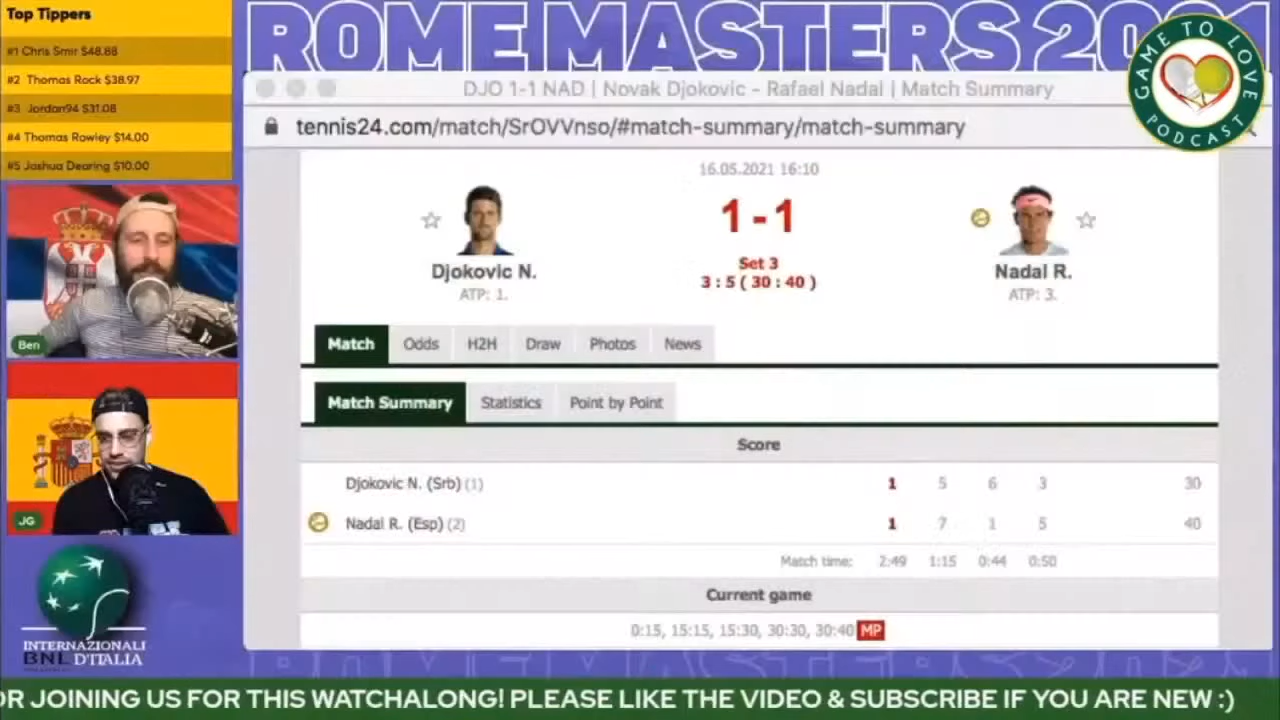 Top Tippers
#1 Chris Smir $48.88
#2 Thomas Rock $38.97
#3 Jordan94 $31.08
#4 Thomas Rowley $14.00
#5 Joshua Dearing $10.00
ROME MASTERS 2021
GAME TO LOVE
PODCAST
DJO 1-1 NAD | Novak Djokovic - Rafael Nadal | Match Summary
tennis24.com/match/SrOVVnso/#match-summary/match-summary
16.05.2021 16:10
1 - 1
Set 3
3 : 5 ( 30 : 40 )
Djokovic N.
ATP: 1.
Nadal R.
ATP: 3.
Match Odds H2H Draw Photos News
Match Summary Statistics Point by Point
Score
Djokovic N. (Srb) (1) 1 5 6 3 30
Nadal R. (Esp) (2) 1 7 1 5 40
Match time: 2:49 1:15 0:44 0:50
Current game
0:15, 15:15, 15:30, 30:30, 30:40 MP
Ben
JG
INTERNAZIONALI
BNL D'ITALIA
ROME MASTERS 2021
OR JOINING US FOR THIS WATCHALONG! PLEASE LIKE THE VIDEO & SUBSCRIBE IF YOU ARE NEW :)